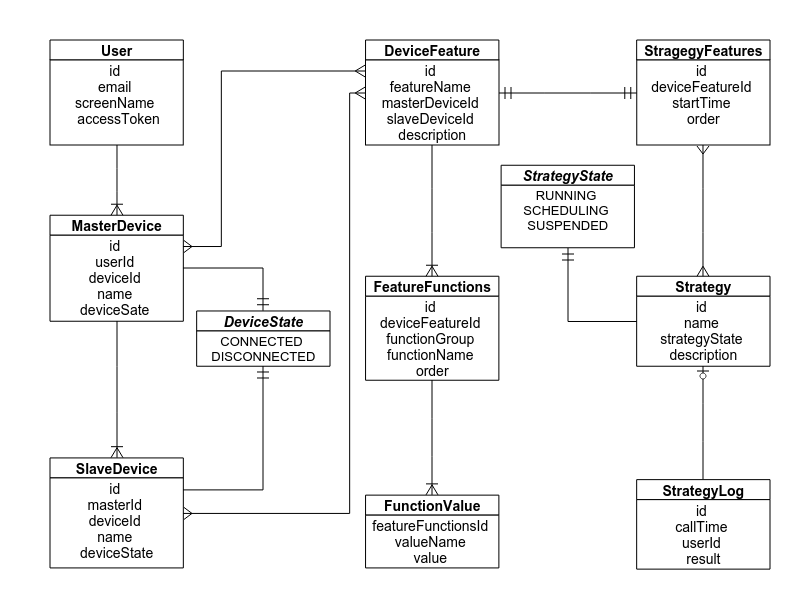 User
id
email
screenName
accessToken
DeviceFeature
id
featureName
masterDeviceId
slaveDeviceId
description
StragegyFeatures
id
deviceFeatureId
startTime
order
StrategyState
RUNNING
SCHEDULING
SUSPENDED
MasterDevice
id
userId
deviceId
name
deviceSate
DeviceState
CONNECTED
DISCONNECTED
FeatureFunctions
id
deviceFeatureId
functionGroup
functionName
order
Strategy
id
name
strategyState
description
SlaveDevice
id
masterId
deviceId
name
deviceState
FunctionValue
featureFunctionsId
valueName
value
StrategyLog
id
callTime
userId
result